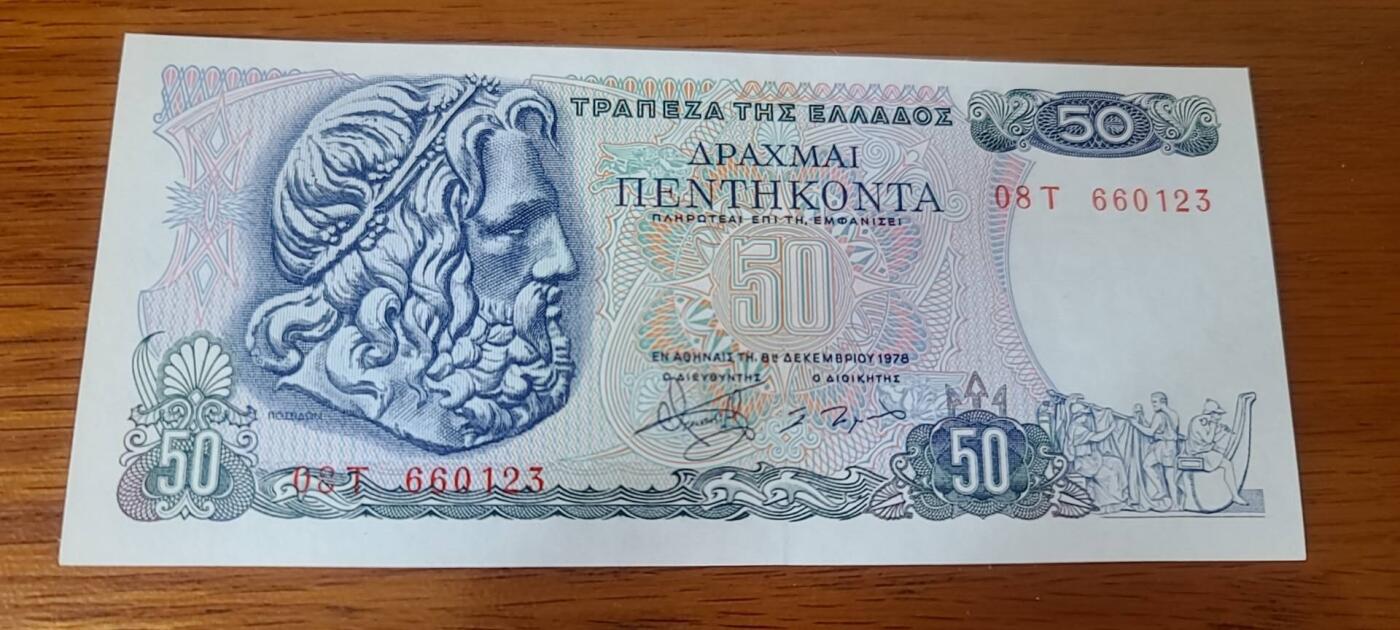 ΤΡΑΠΕΖΑ ΤΗΣ ΕΛΛΑΔΟΣ
50
ΔΡΑΧΜΑΙ
ΠΕΝΤΗΚΟΝΤΑ
08Τ 660123
ΠΛΗΡΩΤΕΑΙ ΕΠΙ ΤΗ, ΕΜΦΑΝΙΣΕΙ
50
ΕΝ ΑΘΗΝΑΙΣ ΤΗ, 8η ΔΕΚΕΜΒΡΙΟΥ 1978
Ο ΔΙΕΥΘΥΝΤΗΣ Ο ΔΙΟΙΚΗΤΗΣ
ΠΟΣΕΙΔΩΝ
50
50
08Τ 660123